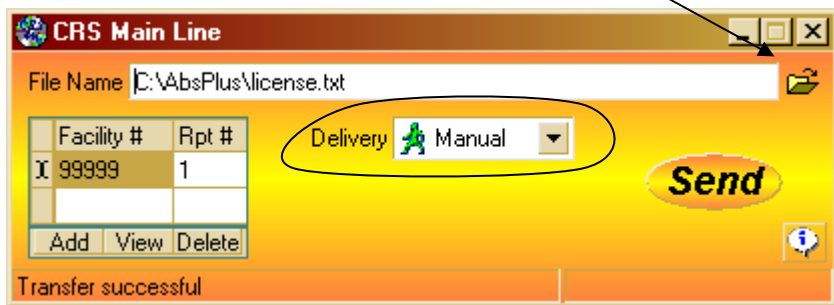 CRS Main Line
File Name C:\AbsPlus\license.txt
Facility # Rpt # Delivery Manual
99999 1
Send
Add View Delete
Transfer successful